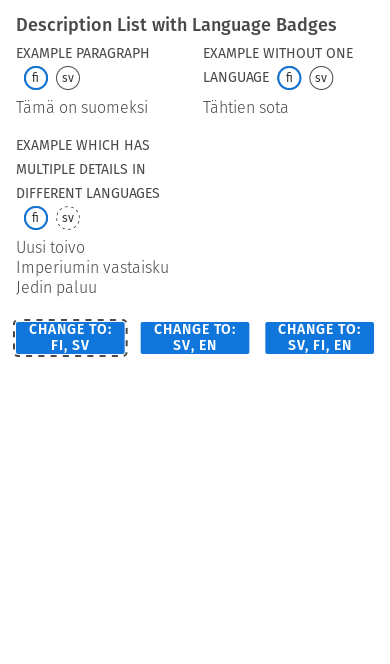 Description List with Language Badges
EXAMPLE PARAGRAPH
fi sv
Tämä on suomeksi
EXAMPLE WITHOUT ONE
LANGUAGE fi sv
Tähtien sota
EXAMPLE WHICH HAS
MULTIPLE DETAILS IN
DIFFERENT LANGUAGES
fi sv
Uusi toivo
Imperiumin vastaisku
Jedin paluu
CHANGE TO:
FI, SV
CHANGE TO:
SV, EN
CHANGE TO:
SV, FI, EN